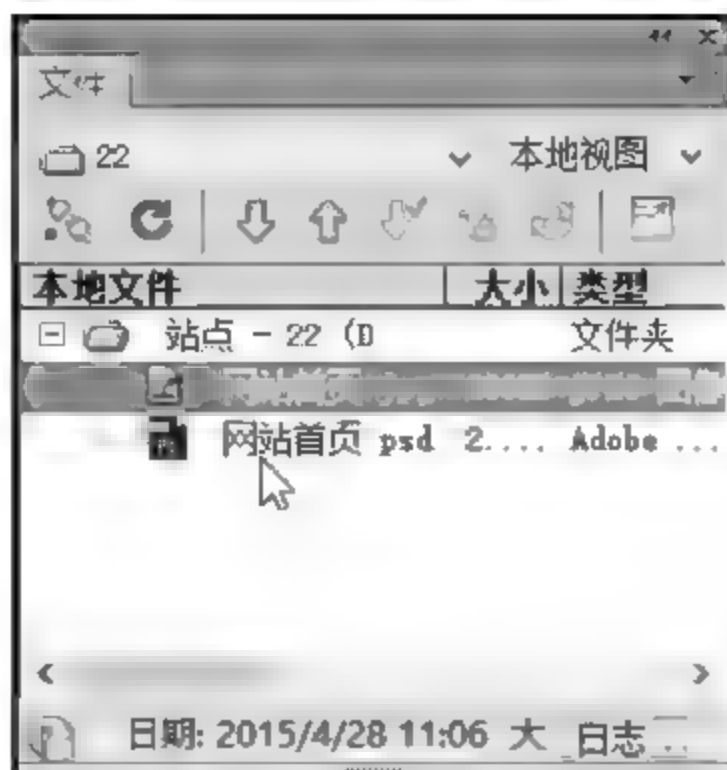 文件
22 本地视图
本地文件 大小 类型
站点 - 22 (D 文件夹
网站首页 psd 2.... Adobe ...
日期: 2015/4/28 11:06 大 日志...